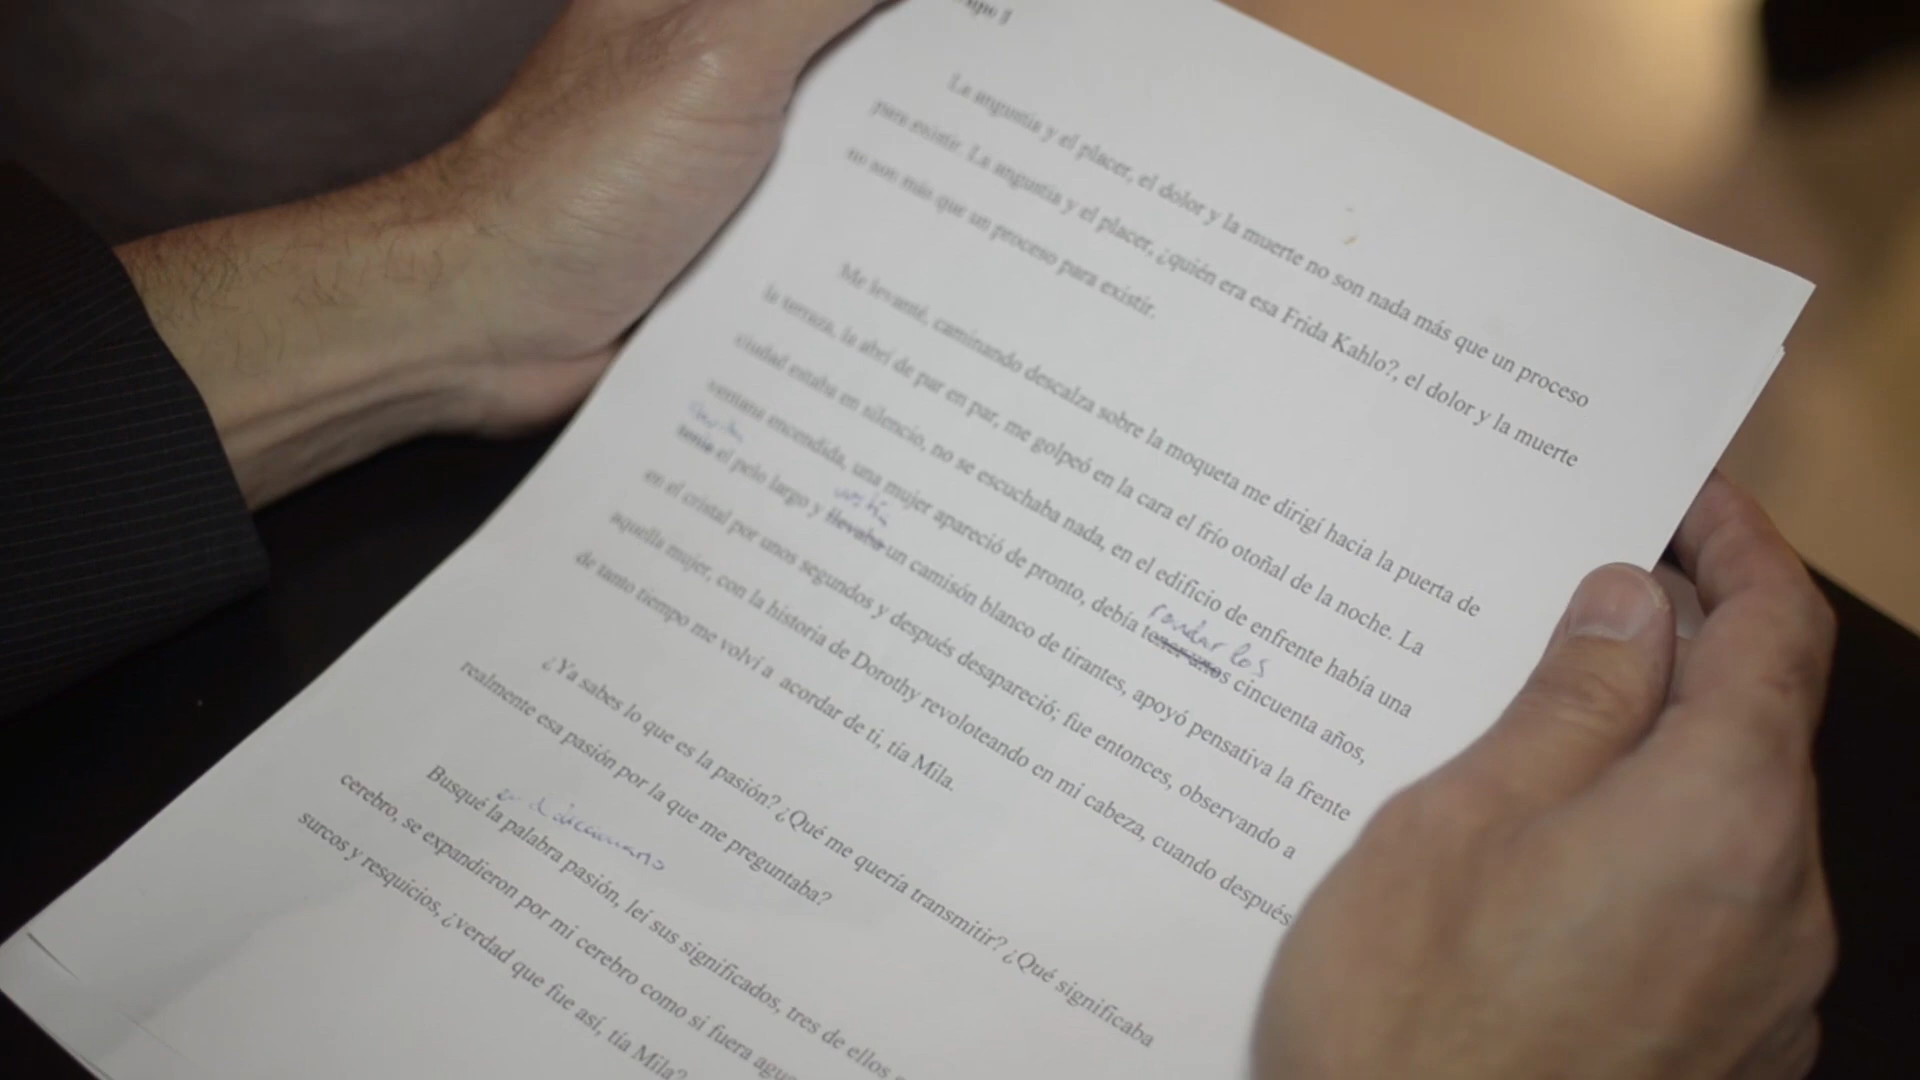 La angustia y el placer, el dolor y la muerte no son nada más que un proceso
para existir. La angustia y el placer, ¿quién era esa Frida Kahlo?, el dolor y la muerte
no son más que un proceso para existir.
Me levanté, caminando descalza sobre la moqueta me dirigí hacia la puerta de
la terraza, la abrí de par en par, me golpeó en la cara el frío otoñal de la noche. La
ciudad estaba en silencio, no se escuchaba nada, en el edificio de enfrente había una
ventana encendida, una mujer apareció de pronto, debía tener unos cincuenta años,
rondar los
tenía el pelo largo y llevaba un camisón blanco de tirantes, apoyó pensativa la frente
vestía
en el cristal por unos segundos y después desapareció; fue entonces, observando a
aquella mujer, con la historia de Dorothy revoloteando en mi cabeza, cuando después
de tanto tiempo me volví a acordar de ti, tía Mila.
¿Ya sabes lo que es la pasión? ¿Qué me quería transmitir? ¿Qué significaba
realmente esa pasión por la que me preguntaba?
en el diccionario
Busqué la palabra pasión, leí sus significados, tres de ellos
cerebro, se expandieron por mi cerebro como si fuera
surcos y resquicios, ¿verdad que fue así, tía Mila?